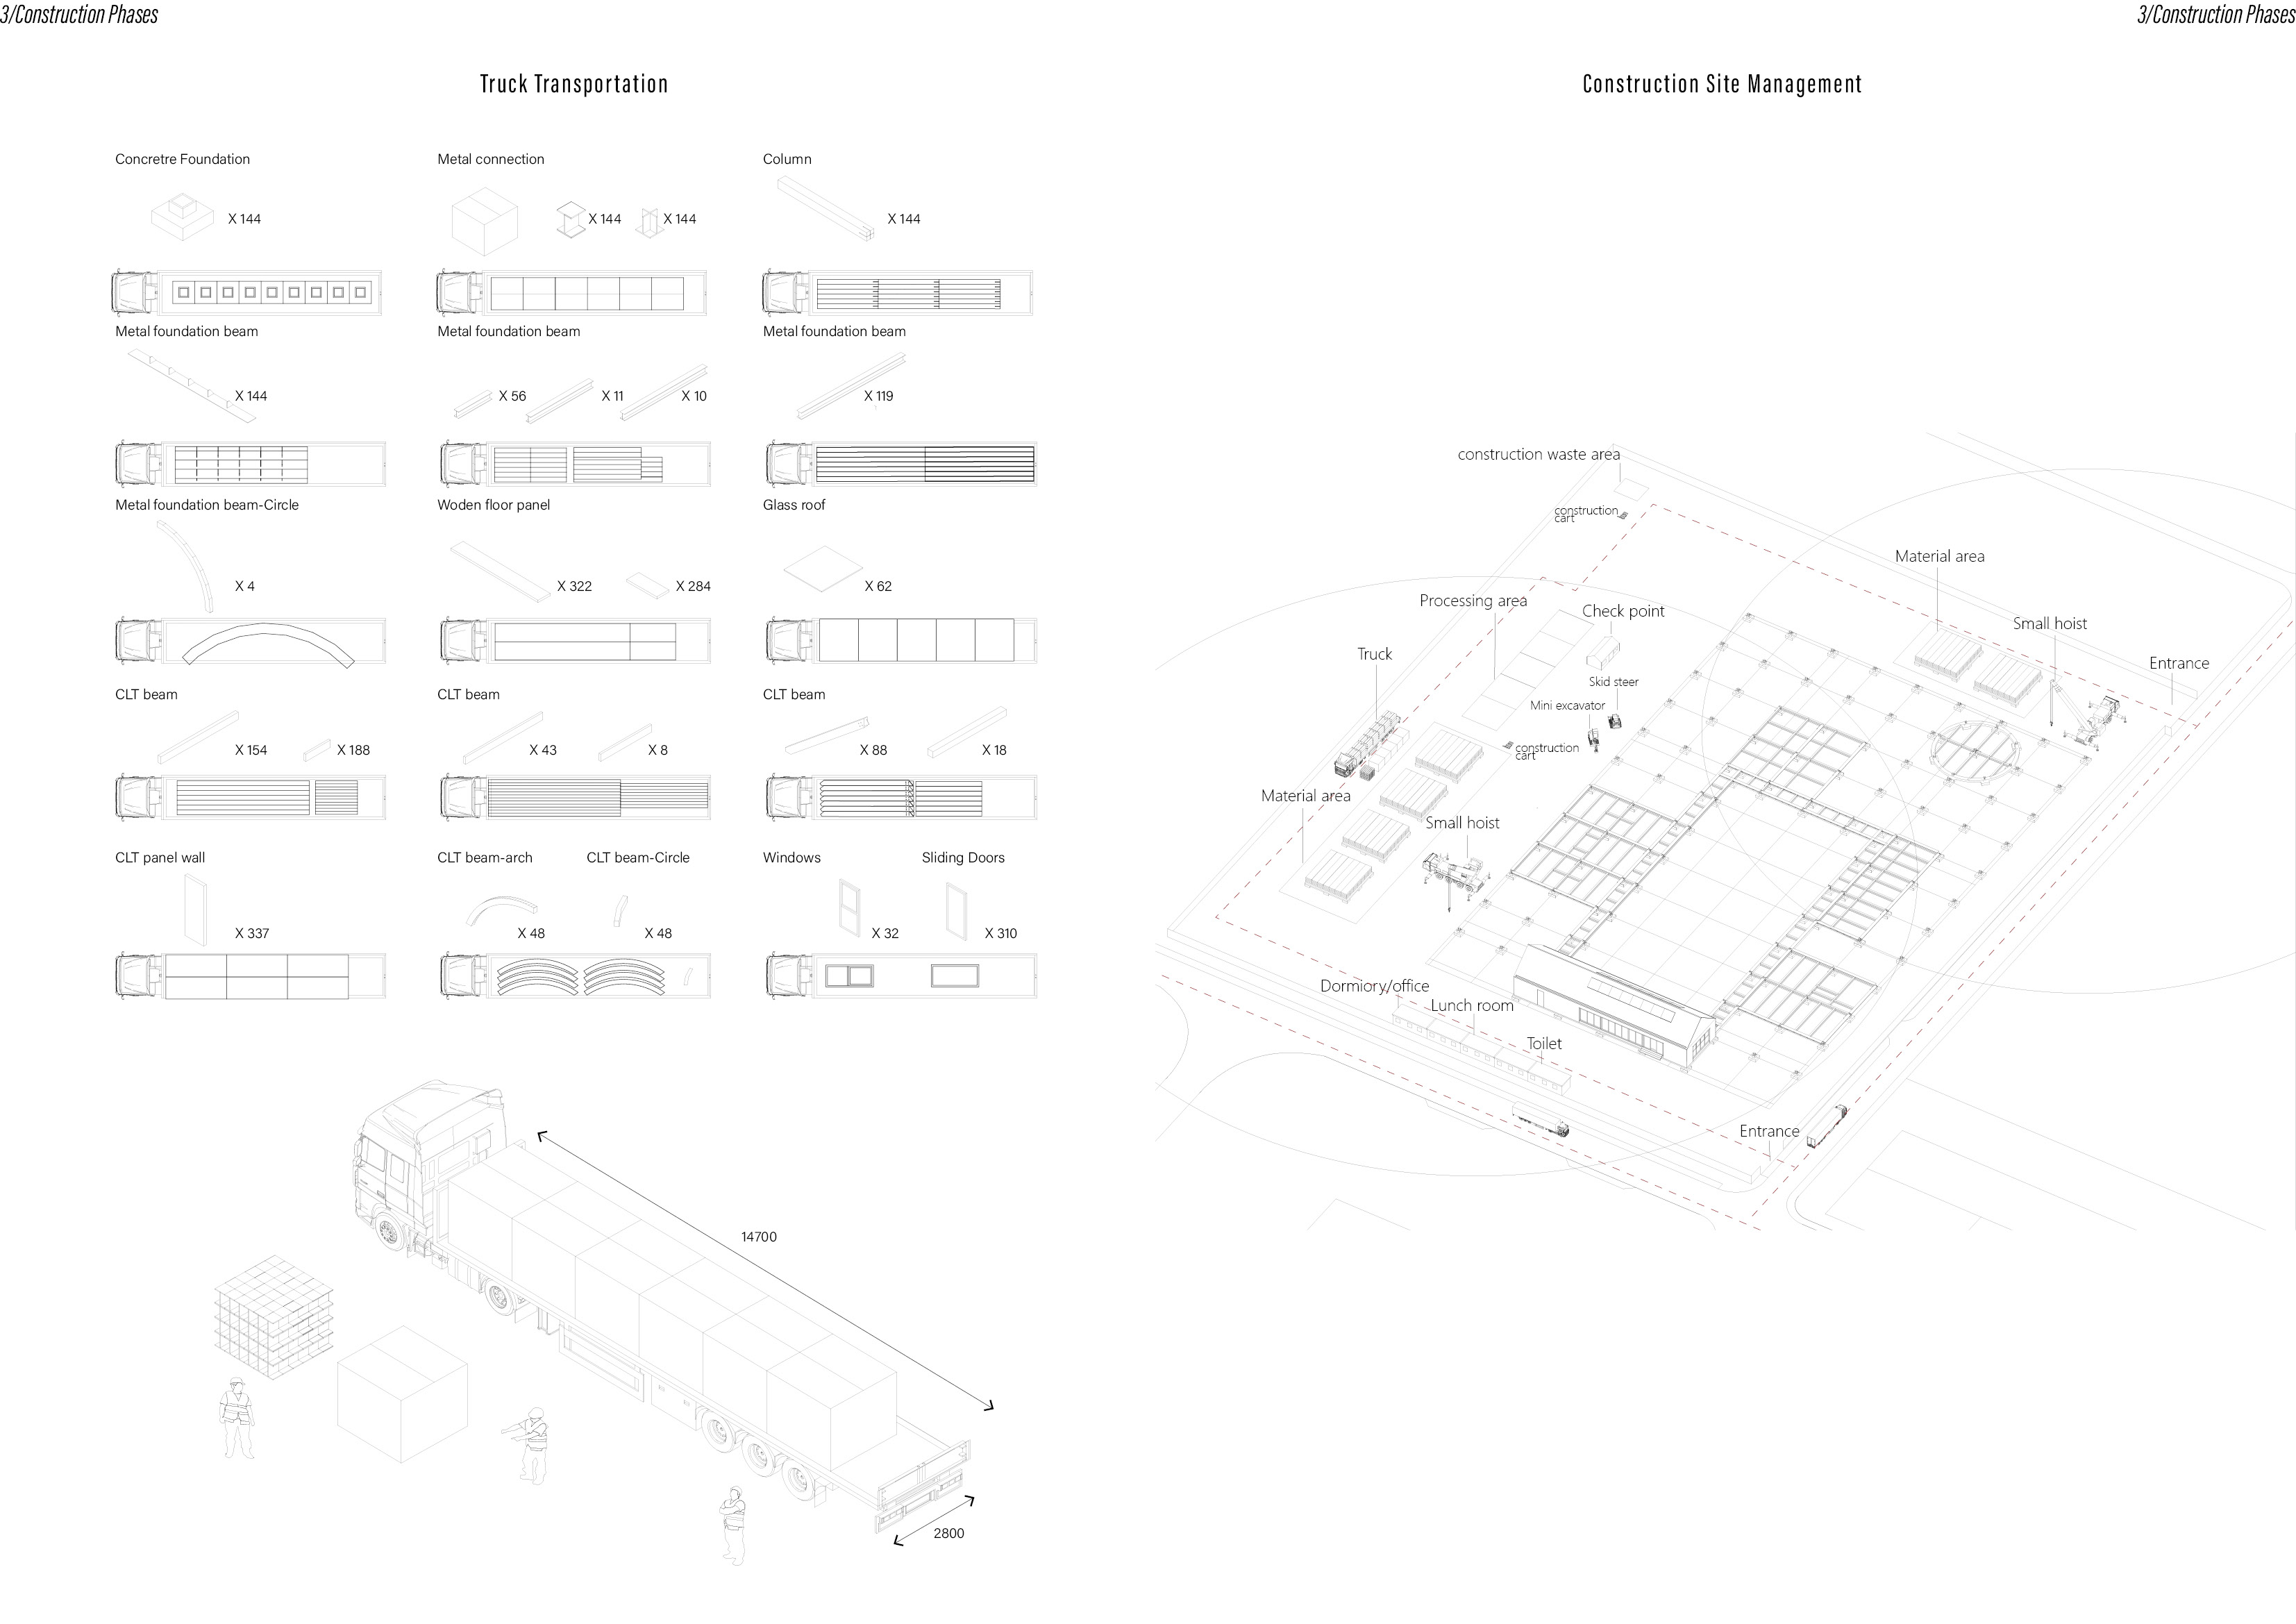 3/Construction Phases
3/Construction Phases
Truck Transportation
Concretre Foundation
X 144
Metal connection
X 144
X 144
Column
X 144
Metal foundation beam
X 144
Metal foundation beam
X 56
X 11
X 10
Metal foundation beam
X 119
Metal foundation beam-Circle
X 4
Woden floor panel
X 322
X 284
Glass roof
X 62
CLT beam
X 154
X 188
CLT beam
X 43
X 8
CLT beam
X 88
X 18
CLT panel wall
X 337
CLT beam-arch
X 48
CLT beam-Circle
X 48
Windows
X 32
Sliding Doors
X 310
14700
2800
Construction Site Management
construction waste area
construction
cart
Material area
Processing area
Check point
Small hoist
Truck
Entrance
Skid steer
Mini excavator
construction
cart
Material area
Small hoist
Dormiory/office
Lunch room
Toilet
Entrance